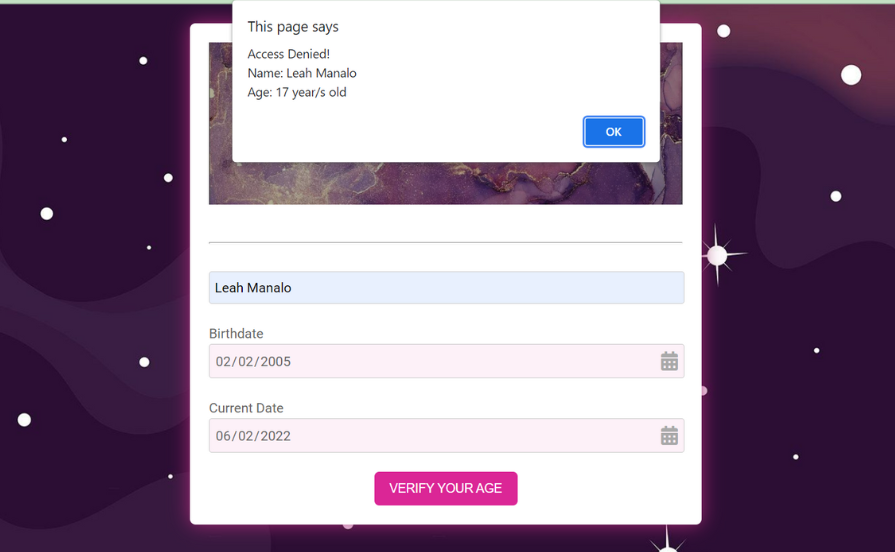 This page says
Access Denied!
Name: Leah Manalo
Age: 17 year/s old
OK
Leah Manalo
Birthdate
02/02/2005
Current Date
06/02/2022
VERIFY YOUR AGE